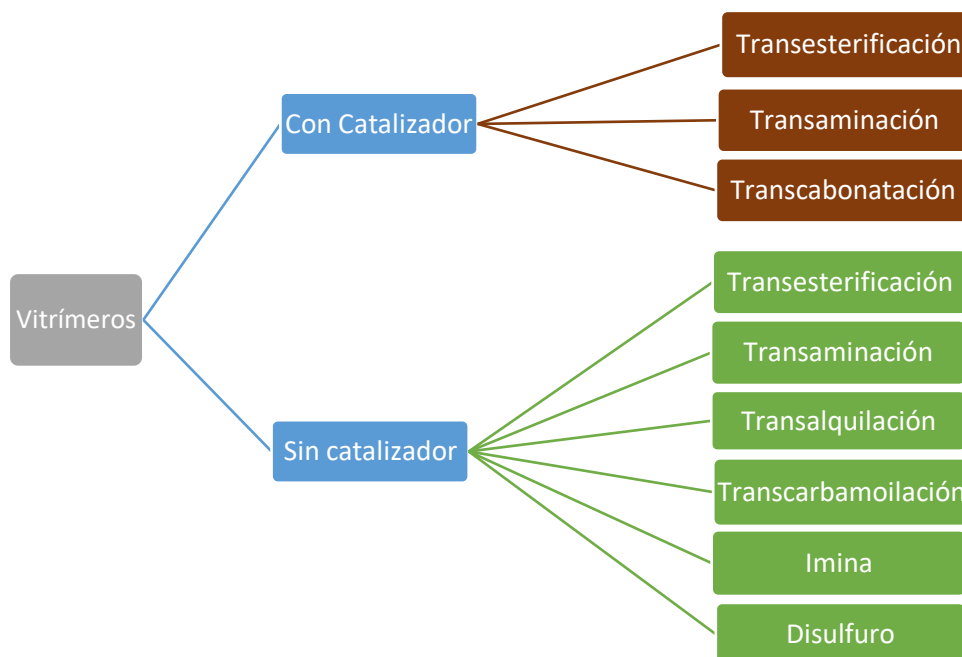 Vitrímeros
Con Catalizador
Transesterificación
Transaminación
Transcabonatación
Sin catalizador
Transesterificación
Transaminación
Transalquilación
Transcarbamoilación
Imina
Disulfuro